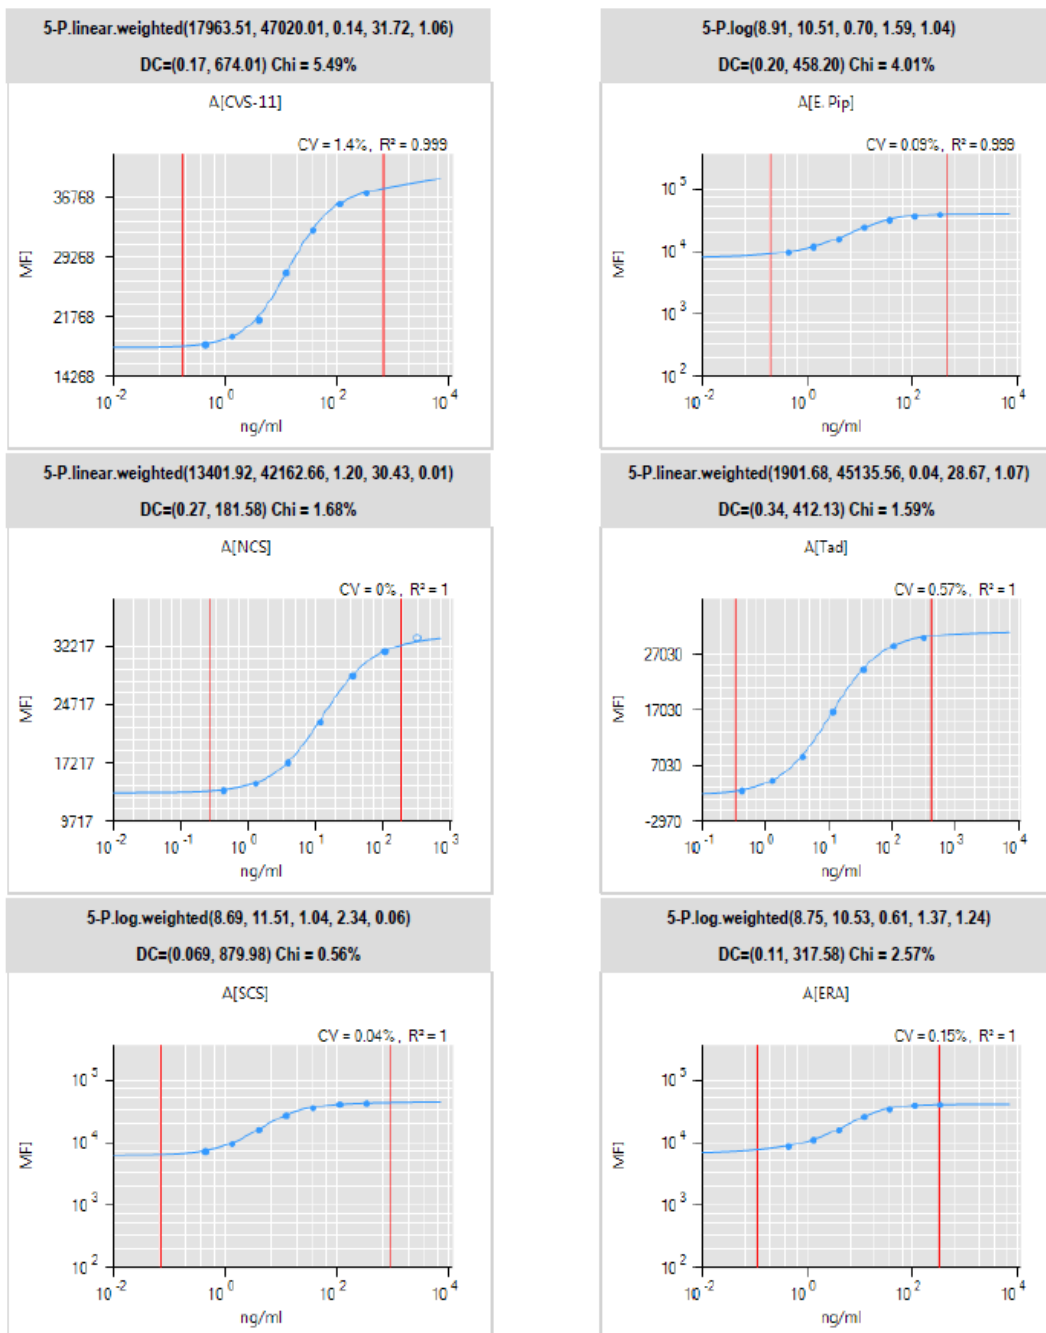 5-P.linear.weighted(17963.51, 47020.01, 0.14, 31.72, 1.06)
DC=(0.17, 674.01) Chi = 5.49%
A[CVS-11]
CV = 1.4%, R² = 0.999
36768
29268
21768
14268
MFI
10-2
10 0
10 2
10 4
ng/ml
5-P.log(8.91, 10.51, 0.70, 1.59, 1.04)
DC=(0.20, 458.20) Chi = 4.01%
A[E. Pip]
CV = 0.09%, R² = 0.999
10 5
10 4
10 3
10 2
MFI
10-2
10 0
10 2
10 4
ng/ml
5-P.linear.weighted(13401.92, 42162.66, 1.20, 30.43, 0.01)
DC=(0.27, 181.58) Chi = 1.68%
A[NCS]
CV = 0%, R² = 1
32217
24717
17217
9717
MFI
10-2
10-1
10 0
10 1
10 2
10 3
ng/ml
5-P.linear.weighted(1901.68, 45135.56, 0.04, 28.67, 1.07)
DC=(0.34, 412.13) Chi = 1.59%
A[Tad]
CV = 0.57%, R² = 1
27030
17030
7030
-2970
MFI
10-1
10 0
10 1
10 2
10 3
10 4
ng/ml
5-P.log.weighted(8.69, 11.51, 1.04, 2.34, 0.06)
DC=(0.069, 879.98) Chi = 0.56%
A[SCS]
CV = 0.04%, R² = 1
10 5
10 4
10 3
10 2
MFI
10-2
10 0
10 2
10 4
ng/ml
5-P.log.weighted(8.75, 10.53, 0.61, 1.37, 1.24)
DC=(0.11, 317.58) Chi = 2.57%
A[ERA]
CV = 0.15%, R² = 1
10 5
10 4
10 3
10 2
MFI
10-2
10 0
10 2
10 4
ng/ml